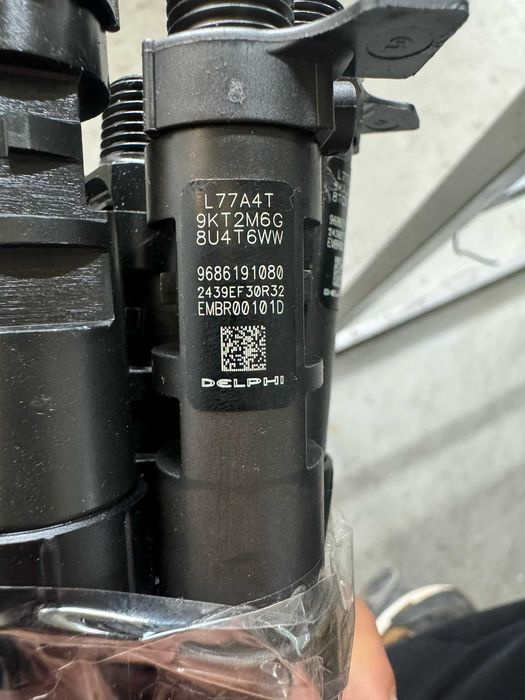 L77A4T
9KT2M6G
8U4T6WW
9686191080
2439EF30R32
EMBR00101D
DELPHI